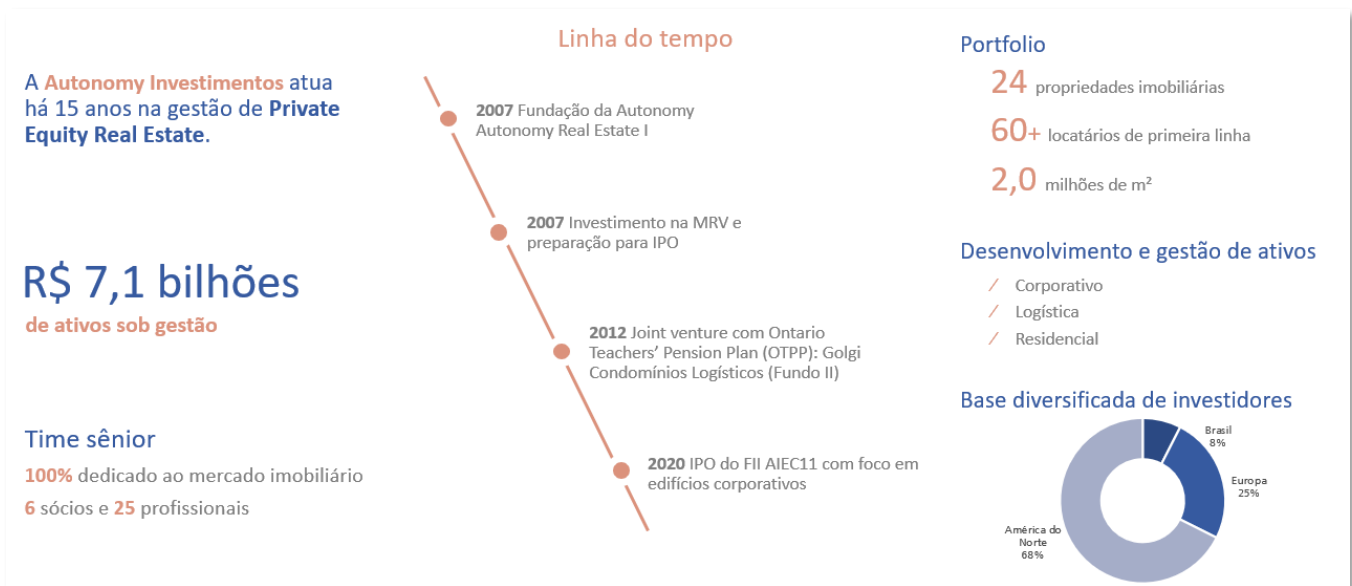 A Autonomy Investimentos atua
há 15 anos na gestão de Private
Equity Real Estate.
R$ 7,1 bilhões
de ativos sob gestão
Time sênior
100% dedicado ao mercado imobiliário
6 sócios e 25 profissionais
Linha do tempo
2007 Fundação da Autonomy
Autonomy Real Estate I
2007 Investimento na MRV e
preparação para IPO
2012 Joint venture com Ontario
Teachers’ Pension Plan (OTPP): Golgi
Condomínios Logísticos (Fundo II)
2020 IPO do FII AIEC11 com foco em
edifícios corporativos
Portfolio
24 propriedades imobiliárias
60+ locatários de primeira linha
2,0 milhões de m²
Desenvolvimento e gestão de ativos
/ Corporativo
/ Logística
/ Residencial
Base diversificada de investidores
Brasil
8%
Europa
25%
América do
Norte
68%